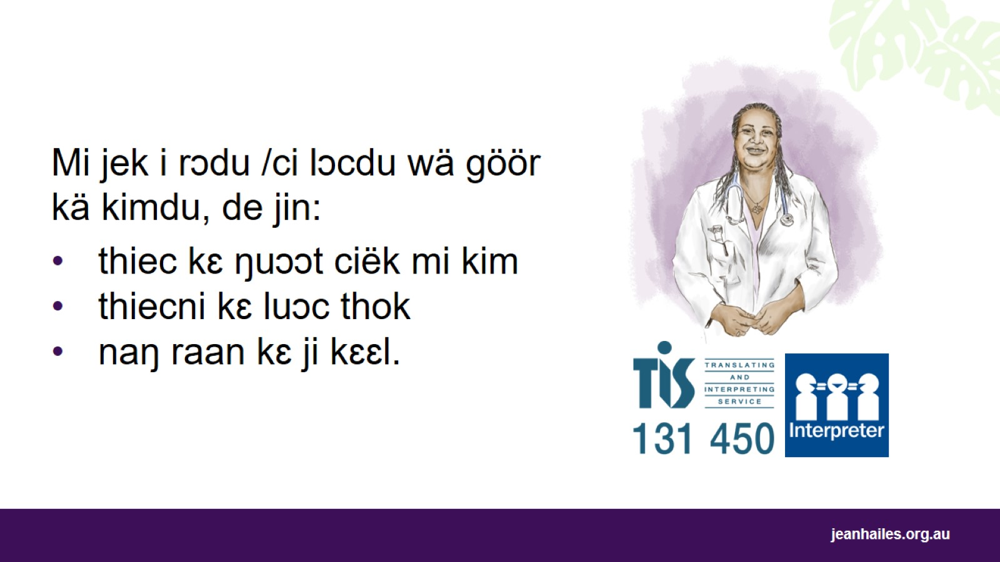 Mi jek i rɔdu /ci lɔcdu wä göör
kä kimdu, de jin:
• thiec kɛ ŋuɔɔt ciëk mi kim
• thiecni kɛ luɔc thok
• naŋ raan kɛ ji kɛɛl.
TiS
TRANSLATING
AND
INTERPRETING
SERVICE
131 450
Interpreter
jeanhailes.org.au